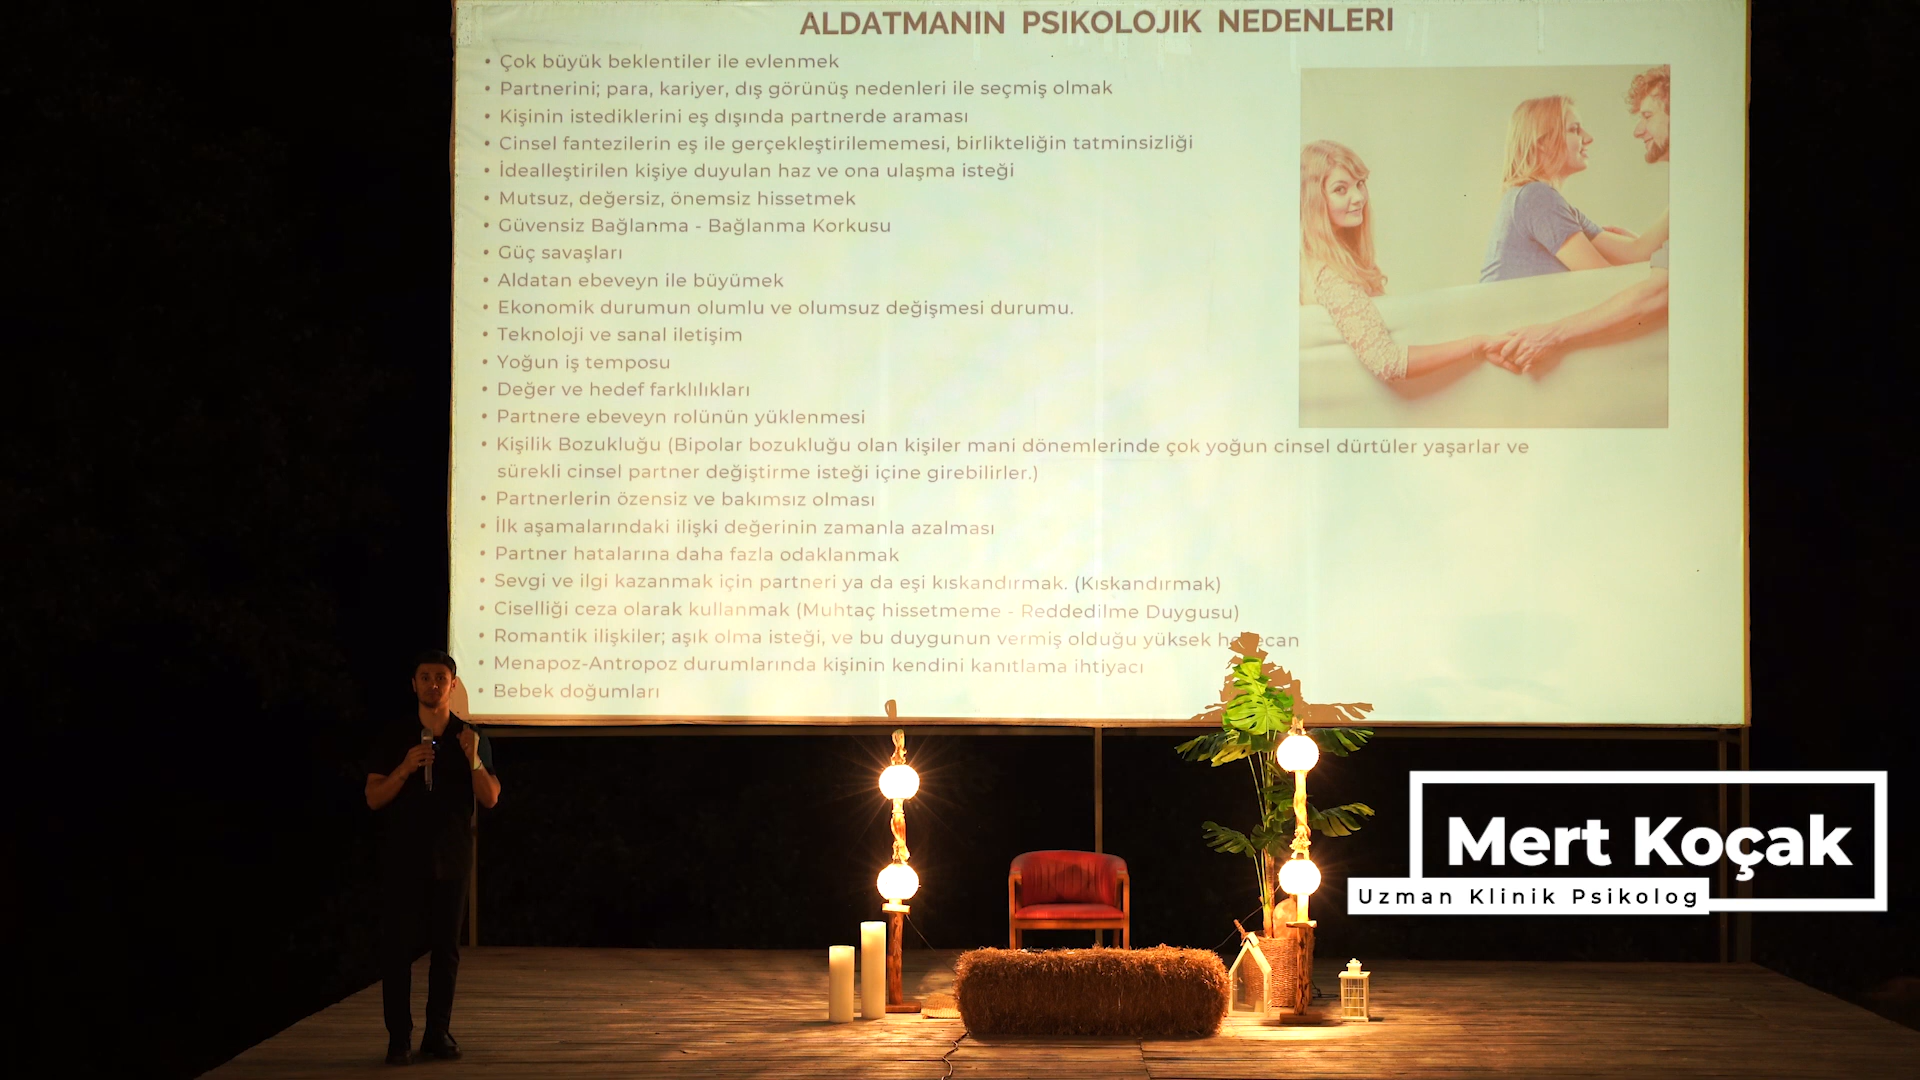 ALDATMANIN PSIKOLOJIK NEDENLERI
• Çok büyük beklentiler ile evlenmek
• Partnerini; para, kariyer, dış görünüş nedenleri ile seçmiş olmak
• Kişinin istediklerini eş dışında partnerde araması
• Cinsel fantezilerin eş ile gerçekleştirilememesi, birlikteliğin tatminsizliği
• İdealleştirilen kişiye duyulan haz ve ona ulaşma isteği
• Mutsuz, değersiz, önemsiz hissetmek
• Güvensiz Bağlanma - Bağlanma Korkusu
• Güç savaşları
• Aldatan ebeveyn ile büyümek
• Ekonomik durumun olumlu ve olumsuz değişmesi durumu.
• Teknoloji ve sanal iletişim
• Yoğun iş temposu
• Değer ve hedef farklılıkları
• Partnere ebeveyn rolünün yüklenmesi
• Kişilik Bozukluğu (Bipolar bozukluğu olan kişiler mani dönemlerinde çok yoğun cinsel dürtüler yaşarlar ve
sürekli cinsel partner değiştirme isteği içine girebilirler.)
• Partnerlerin özensiz ve bakımsız olması
• İlk aşamalarındaki ilişki değerinin zamanla azalması
• Partner hatalarına daha fazla odaklanmak
• Sevgi ve ilgi kazanmak için partneri ya da eşi kıskandırmak. (Kıskandırmak)
• Ciselliği ceza olarak kullanmak (Muhtaç hissetmeme - Reddedilme Duygusu)
• Romantik ilişkiler; aşık olma isteği, ve bu duygunun vermiş olduğu yüksek
• Menapoz-Antropoz durumlarında kişinin kendini kanıtlama ihtiyacı
• Bebek doğumları
Mert Koçak
Uzman Klinik Psikolog